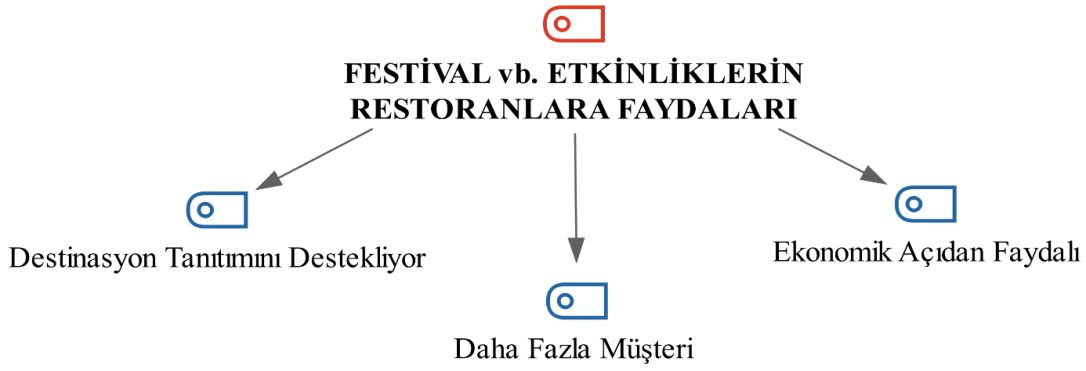 FESTİVAL vb. ETKİNLİKLERİN
RESTORANLARA FAYDALARI
Destinasyon Tanıtımını Destekliyor
Ekonomik Açıdan Faydalı
Daha Fazla Müşteri